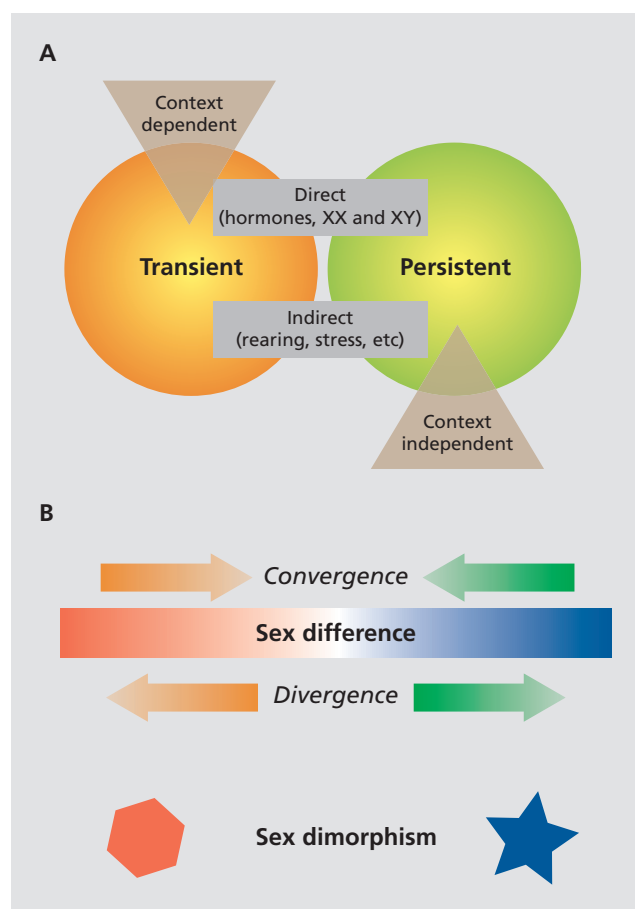 A
Context
dependent
Direct
(hormones, XX and XY)
Transient
Persistent
Indirect
(rearing, stress, etc)
Context
independent
B
Convergence
Sex difference
Divergence
Sex dimorphism